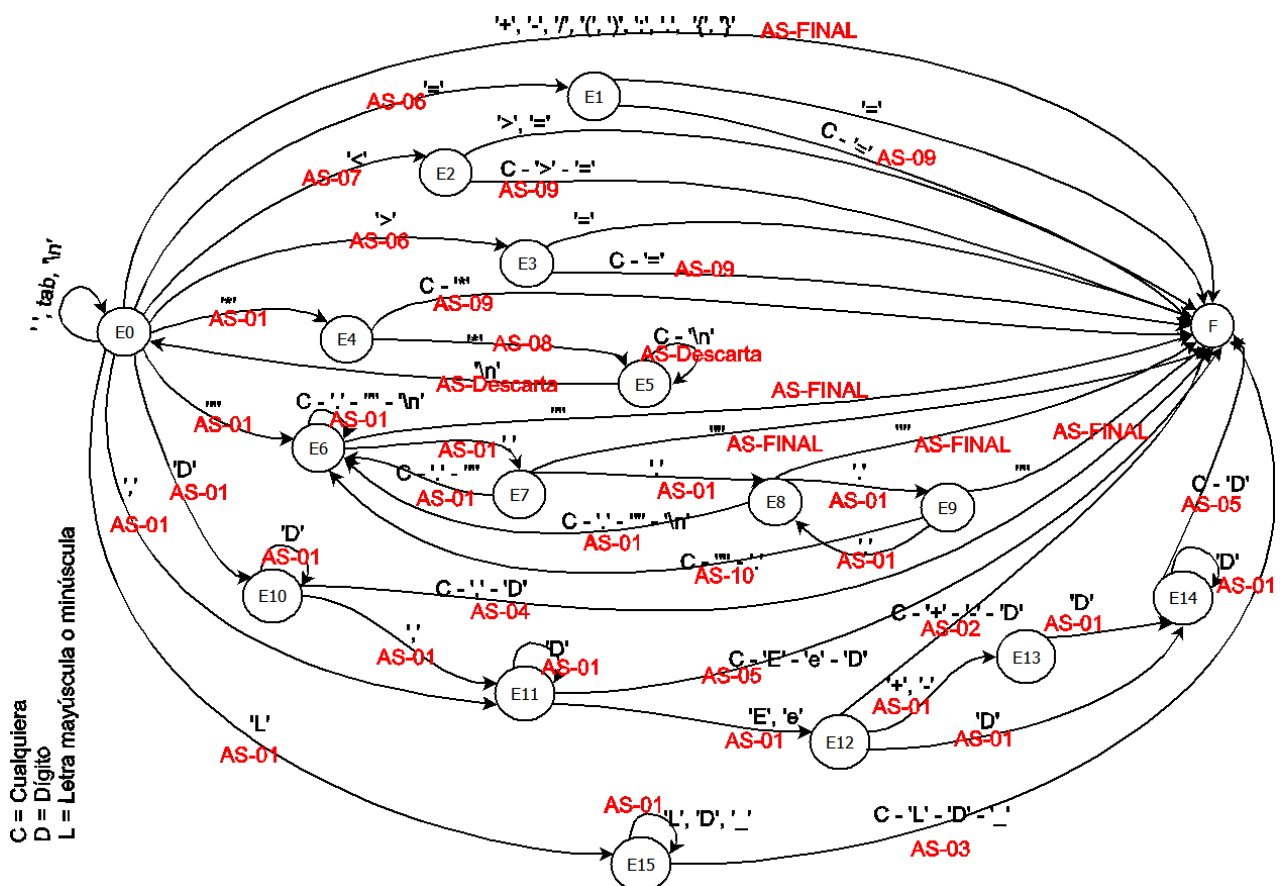 '+', '-', '/', '(', ')', ';', '.', '{', '}' AS-FINAL
'='
AS-06
E1
'='
C - '='
AS-09
'<'
AS-07
E2
'>', '='
C - '>' - '='
AS-09
'>'
AS-06
E3
'='
C - '='
AS-09
' ', tab, '\n'
E0
'*'
AS-01
E4
C - '*'
AS-09
F
'*'
AS-08
'\n'
AS-Descarta
E5
C - '\n'
AS-Descarta
'"'
AS-01
C - '.' - '"' - '\n'
AS-01
E6
'"'
AS-FINAL
AS-01
'.'
C - '.' - '"'
AS-01
E7
'"'
AS-FINAL
'.'
AS-01
E8
'"'
AS-FINAL
'.'
AS-01
E9
'"'
AS-FINAL
C - '.' - '"' - '\n'
AS-01
'.'
AS-01
C - '"' - '.'
AS-10
','
AS-01
'D'
AS-01
'D'
AS-01
E10
C - ',' - 'D'
AS-04
','
AS-01
'D'
AS-01
E11
C - 'E' - 'e' - 'D'
AS-05
'E', 'e'
AS-01
E12
C - '+' - '-' - 'D'
AS-02
'+', '-'
AS-01
E13
'D'
AS-01
'D'
AS-01
C - 'D'
AS-05
E14
'D'
AS-01
'L'
AS-01
AS-01
'L', 'D', '_'
E15
C - 'L' - 'D' - '_'
AS-03
C = Cualquiera
D = Dígito
L = Letra mayúscula o minúscula